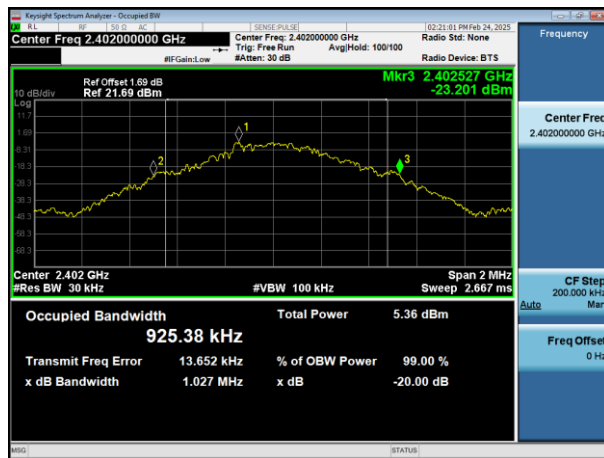 Keysight Spectrum Analyzer - Occupied BW
RL RF 50 Ω AC SENSE:PULSE 02:21:01 PM Feb 24, 2025
Center Freq 2.402000000 GHz Center Freq: 2.402000000 GHz Radio Std: None
Trig: Free Run Avg|Hold: 100/100
#IFGain:Low #Atten: 30 dB Radio Device: BTS
Frequency
Ref Offset 1.69 dB Mkr3 2.402527 GHz
10 dB/div Ref 21.69 dBm -23.201 dBm
Log
11.7
1.69
-8.31
-18.3
-28.3
-38.3
-48.3
-58.3
-68.3
1
2
3
Center 2.402 GHz Span 2 MHz
#Res BW 30 kHz #VBW 100 kHz Sweep 2.667 ms
Occupied Bandwidth Total Power 5.36 dBm
925.38 kHz
Transmit Freq Error 13.652 kHz % of OBW Power 99.00 %
x dB Bandwidth 1.027 MHz x dB -20.00 dB
Center Freq
2.402000000 GHz
CF Step
200.000 kHz
Auto Man
Freq Offset
0 Hz
MSG STATUS